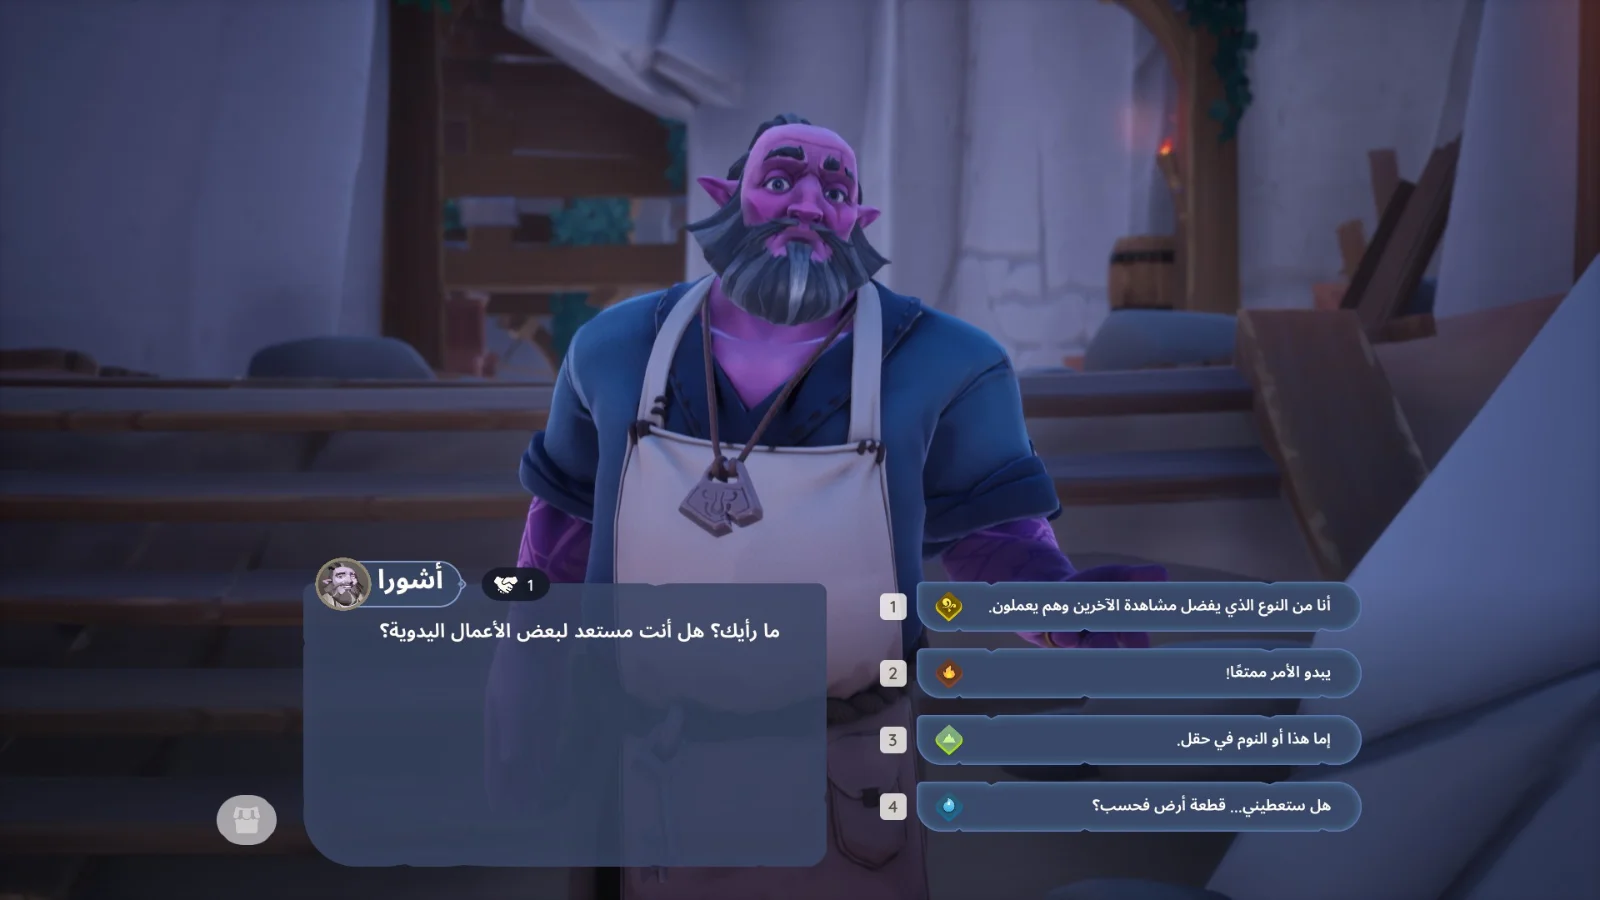 أشورا
1
ما رأيك؟ هل أنت مستعد لبعض الأعمال اليدوية؟
1
أنا من النوع الذي يفضل مشاهدة الآخرين وهم يعملون.
2
يبدو الأمر ممتعًا!
3
إما هذا أو النوم في حقل.
4
هل ستعطيني... قطعة أرض فحسب؟